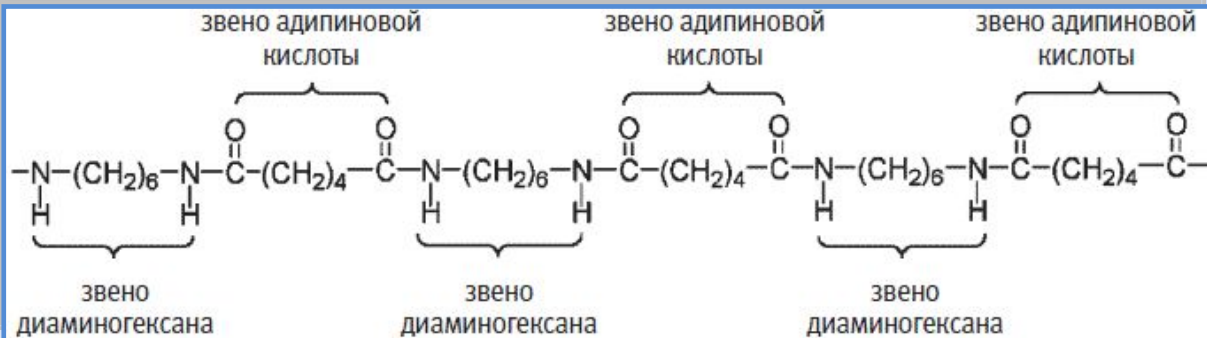 звено адипиновой
кислоты
звено адипиновой
кислоты
звено адипиновой
кислоты
O O O O O O
–N–(CH₂)₆–N–C–(CH₂)₄–C–N–(CH₂)₆–N–C–(CH₂)₄–C–N–(CH₂)₆–N–C–(CH₂)₄–C–
H H H H H H
звено
диаминогексана
звено
диаминогексана
звено
диаминогексана